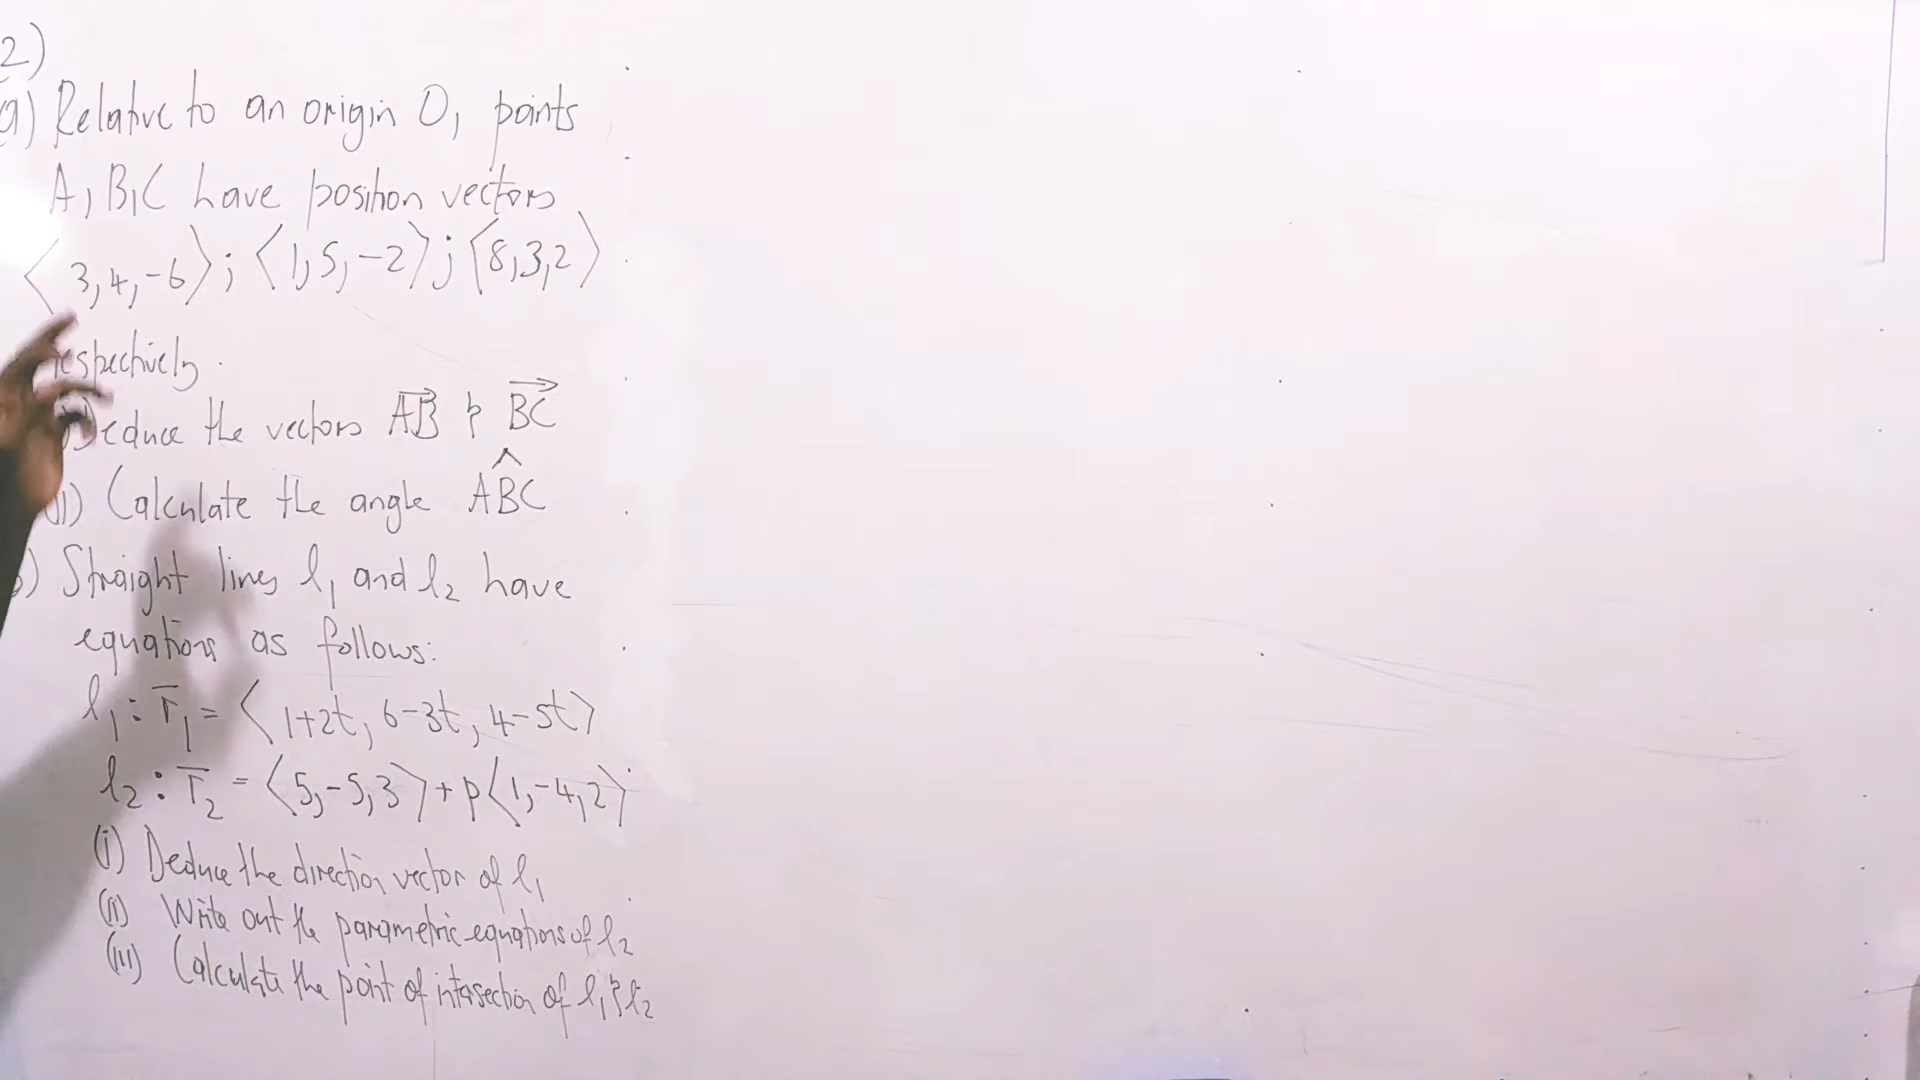 2)
a) Relative to an origin O, points
A, B, C have position vectors
⟨3, 4, -6⟩; ⟨1, 5, -2⟩; ⟨8, 3, 2⟩
respectively.
Deduce the vectors AB & BC
ii) Calculate the angle ABC
b) Straight lines l₁ and l₂ have
equations as follows:
l₁: r₁ = ⟨1+2t, 6-3t, 4-5t⟩
l₂: r₂ = ⟨5, -5, 3⟩ + p⟨1, -4, 2⟩
(i) Deduce the direction vector of l₁
(ii) Write out the parametric equations of l₂
(iii) Calculate the point of intersection of l₁ & l₂